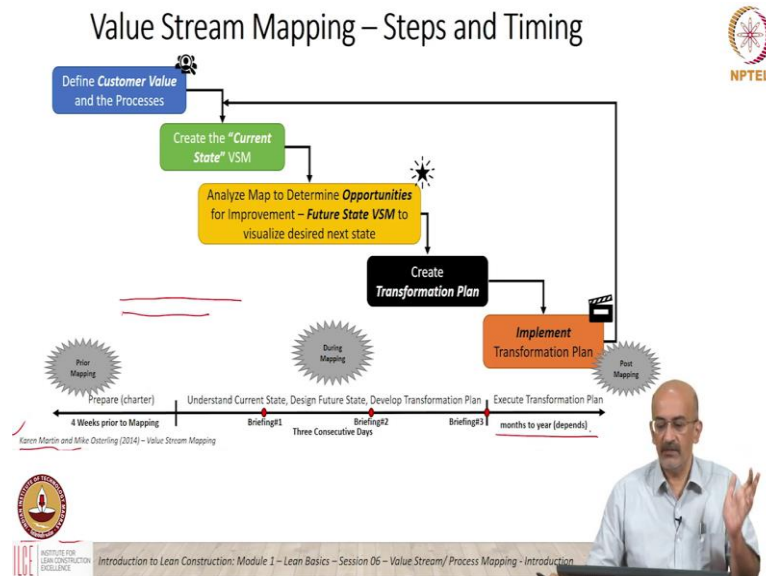 Value Stream Mapping – Steps and Timing
NPTEL
Define Customer Value
and the Processes
Create the “Current
State” VSM
Analyze Map to Determine Opportunities
for Improvement – Future State VSM to
visualize desired next state
Create
Transformation Plan
Implement
Transformation Plan
Prior
Mapping
During
Mapping
Post
Mapping
Prepare (charter)
Understand Current State, Design Future State, Develop Transformation Plan
Execute Transformation Plan
4 Weeks prior to Mapping
Briefing#1
Briefing#2
Briefing#3
Three Consecutive Days
months to year (depends)
Karen Martin and Mike Osterling (2014) – Value Stream Mapping
ILCE
INSTITUTE FOR
LEAN CONSTRUCTION
EXCELLENCE
Introduction to Lean Construction: Module 1 – Lean Basics – Session 06 – Value Stream/ Process Mapping - Introduction